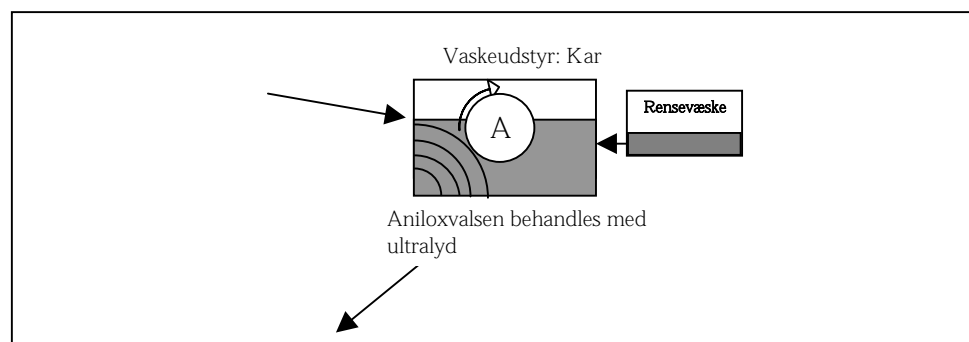 Vaskeudstyr: Kar
A
Rensevæske
Aniloxvalsen behandles med
ultralyd